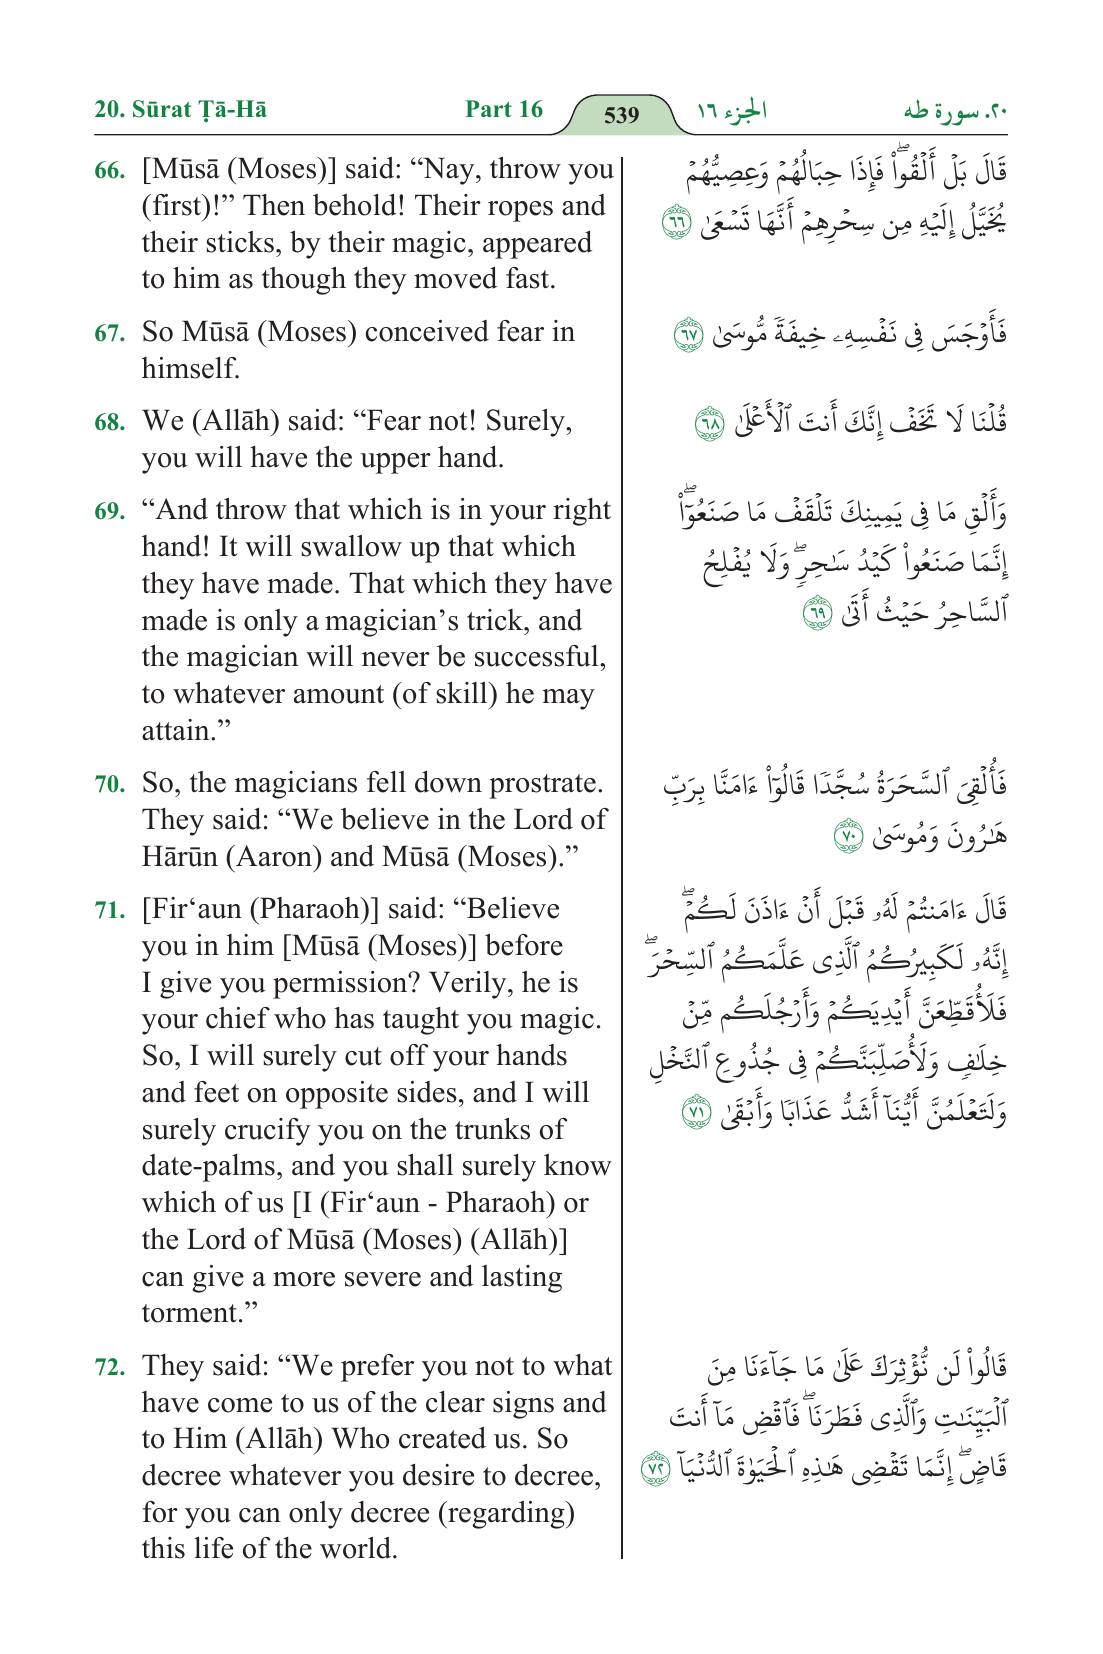 20. Sūrat Ṭā-Hā Part 16 539 الجزء ١٦ ٢٠. سورة طه
66. [Mūsā (Moses)] said: “Nay, throw you
(first)!” Then behold! Their ropes and
their sticks, by their magic, appeared
to him as though they moved fast.
قَالَ بَلۡ أَلۡقُواْۖ فَإِذَا حِبَالُهُمۡ وَعِصِيُّهُمۡ
يُخَيَّلُ إِلَيۡهِ مِن سِحۡرِهِمۡ أَنَّهَا تَسۡعَىٰ ٦٦
67. So Mūsā (Moses) conceived fear in
himself.
فَأَوۡجَسَ فِي نَفۡسِهِۦ خِيفَةٗ مُّوسَىٰ ٦٧
68. We (Allāh) said: “Fear not! Surely,
you will have the upper hand.
قُلۡنَا لَا تَخَفۡ إِنَّكَ أَنتَ ٱلۡأَعۡلَىٰ ٦٨
69. “And throw that which is in your right
hand! It will swallow up that which
they have made. That which they have
made is only a magician’s trick, and
the magician will never be successful,
to whatever amount (of skill) he may
attain.”
وَأَلۡقِ مَا فِي يَمِينِكَ تَلۡقَفۡ مَا صَنَعُوٓاْۖ
إِنَّمَا صَنَعُواْ كَيۡدُ سَٰحِرٖۖ وَلَا يُفۡلِحُ
ٱلسَّاحِرُ حَيۡثُ أَتَىٰ ٦٩
70. So, the magicians fell down prostrate.
They said: “We believe in the Lord of
Hārūn (Aaron) and Mūsā (Moses).”
فَأُلۡقِيَ ٱلسَّحَرَةُ سُجَّدٗا قَالُوٓاْ ءَامَنَّا بِرَبِّ
هَٰرُونَ وَمُوسَىٰ ٧٠
71. [Fir‘aun (Pharaoh)] said: “Believe
you in him [Mūsā (Moses)] before
I give you permission? Verily, he is
your chief who has taught you magic.
So, I will surely cut off your hands
and feet on opposite sides, and I will
surely crucify you on the trunks of
date-palms, and you shall surely know
which of us [I (Fir‘aun - Pharaoh) or
the Lord of Mūsā (Moses) (Allāh)]
can give a more severe and lasting
torment.”
قَالَ ءَامَنتُمۡ لَهُۥ قَبۡلَ أَنۡ ءَاذَنَ لَكُمۡۖ
إِنَّهُۥ لَكَبِيرُكُمُ ٱلَّذِي عَلَّمَكُمُ ٱلسِّحۡرَۖ
فَلَأُقَطِّعَنَّ أَيۡدِيَكُمۡ وَأَرۡجُلَكُم مِّنۡ
خِلَٰفٖ وَلَأُصَلِّبَنَّكُمۡ فِي جُذُوعِ ٱلنَّخۡلِ
وَلَتَعۡلَمُنَّ أَيُّنَآ أَشَدُّ عَذَابٗا وَأَبۡقَىٰ ٧١
72. They said: “We prefer you not to what
have come to us of the clear signs and
to Him (Allāh) Who created us. So
decree whatever you desire to decree,
for you can only decree (regarding)
this life of the world.
قَالُواْ لَن نُّؤۡثِرَكَ عَلَىٰ مَا جَآءَنَا مِنَ
ٱلۡبَيِّنَٰتِ وَٱلَّذِي فَطَرَنَاۖ فَٱقۡضِ مَآ أَنتَ
قَاضٍۖ إِنَّمَا تَقۡضِي هَٰذِهِ ٱلۡحَيَوٰةَ ٱلدُّنۡيَآ ٧٢